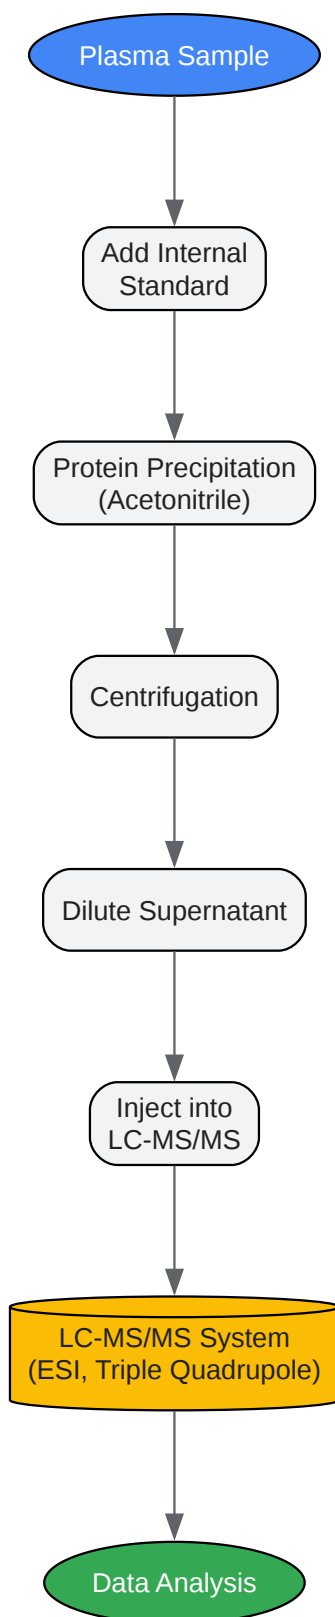 Plasma Sample
Add Internal
Standard
Protein Precipitation
(Acetonitrile)
Centrifugation
Dilute Supernatant
Inject into
LC-MS/MS
LC-MS/MS System
(ESI, Triple Quadrupole)
Data Analysis